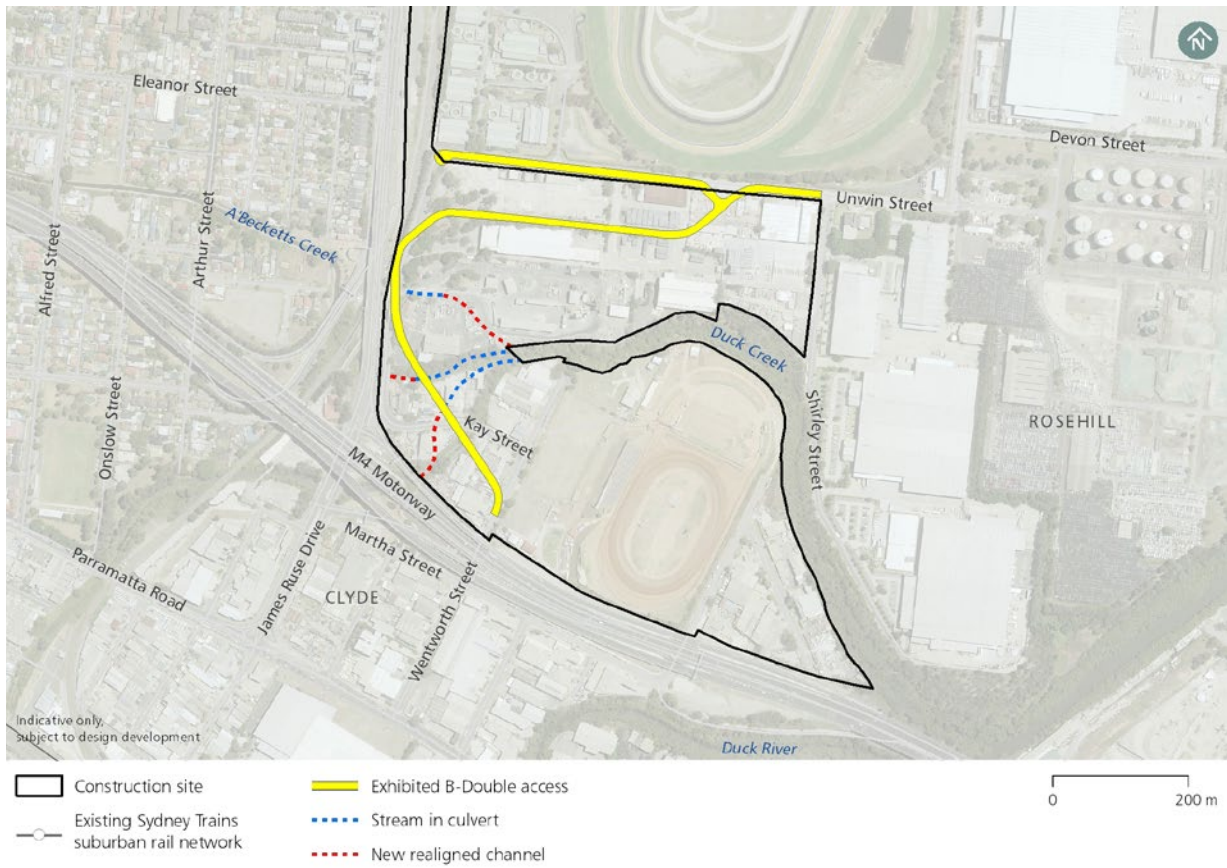 N
Eleanor Street
Devon Street
Unwin Street
A'Becketts Creek
Arthur Street
Alfred Street
Duck Creek
Shirley Street
ROSEHILL
Onslow Street
Kay Street
M4 Motorway
Martha Street
James Ruse Drive
Parramatta Road
CLYDE
Wentworth Street
Indicative only,
subject to design development
Duck River
Construction site
Existing Sydney Trains
suburban rail network
Exhibited B-Double access
Stream in culvert
New realigned channel
0
200 m